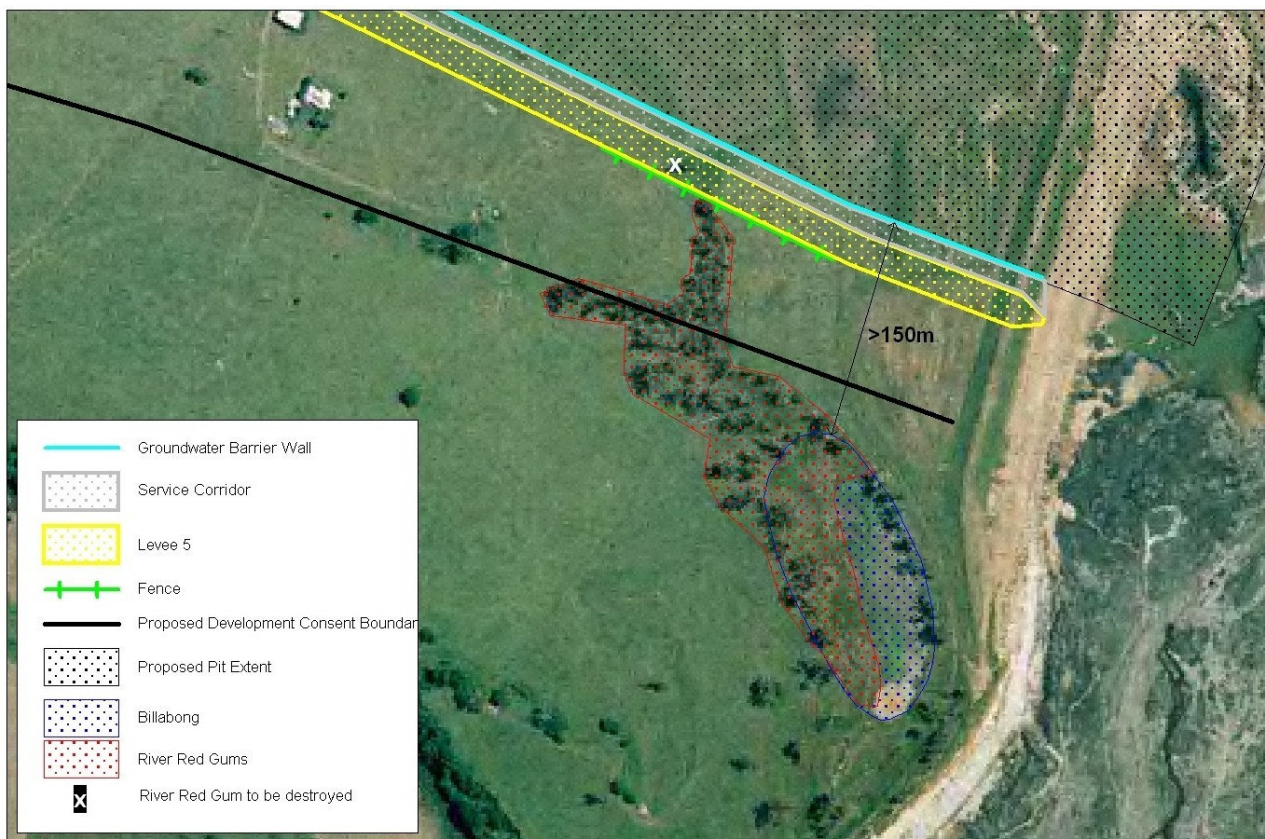 X
>150m
Groundwater Barrier Wall
Service Corridor
Levee 5
Fence
Proposed Development Consent Boundar
Proposed Pit Extent
Billabong
River Red Gums
X River Red Gum to be destroyed